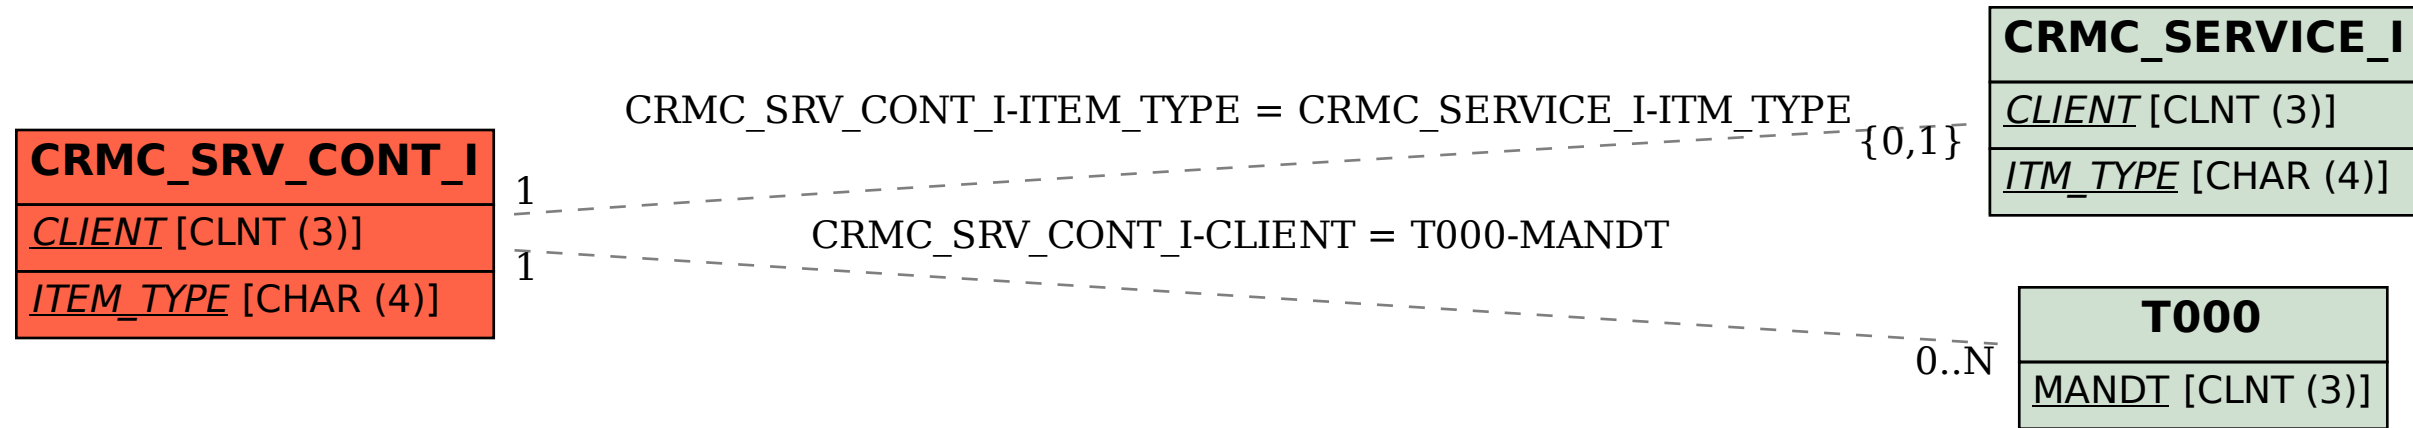 CRMC_SRV_CONT_I
CLIENT [CLNT (3)]
ITEM_TYPE [CHAR (4)]
CRMC_SRV_CONT_I-ITEM_TYPE = CRMC_SERVICE_I-ITM_TYPE
1
{0,1}
CRMC_SRV_CONT_I-CLIENT = T000-MANDT
1
0..N
CRMC_SERVICE_I
CLIENT [CLNT (3)]
ITM_TYPE [CHAR (4)]
T000
MANDT [CLNT (3)]